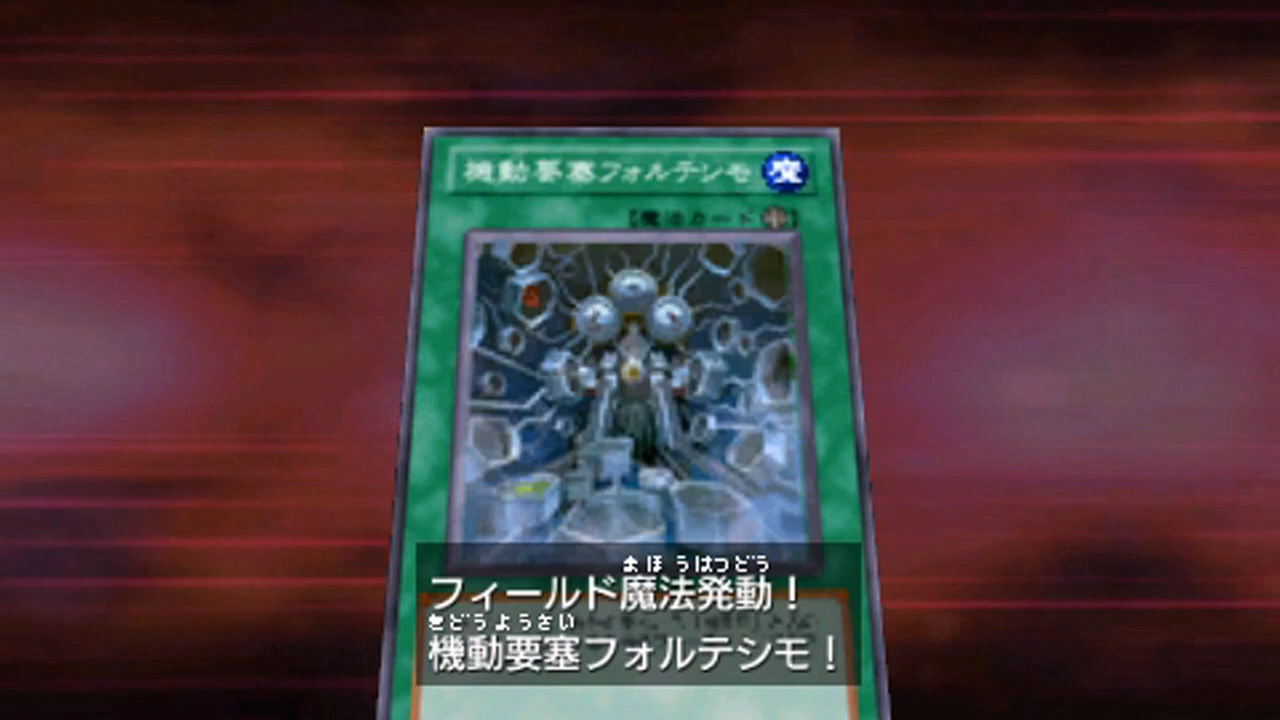 機動要塞フォルテシモ
魔
【魔法カード】
まほうはつどう
フィールド魔法発動！
きどうようさい
機動要塞フォルテシモ！